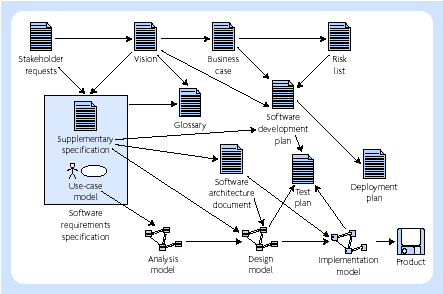 Stakeholder
requests
Vision
Business
case
Risk
list
Supplementary
specification
Glossary
Software
development
plan
Use-case
model
Software
architecture
document
Test
plan
Deployment
plan
Software
requirements
specification
Analysis
model
Design
model
Implementation
model
Product